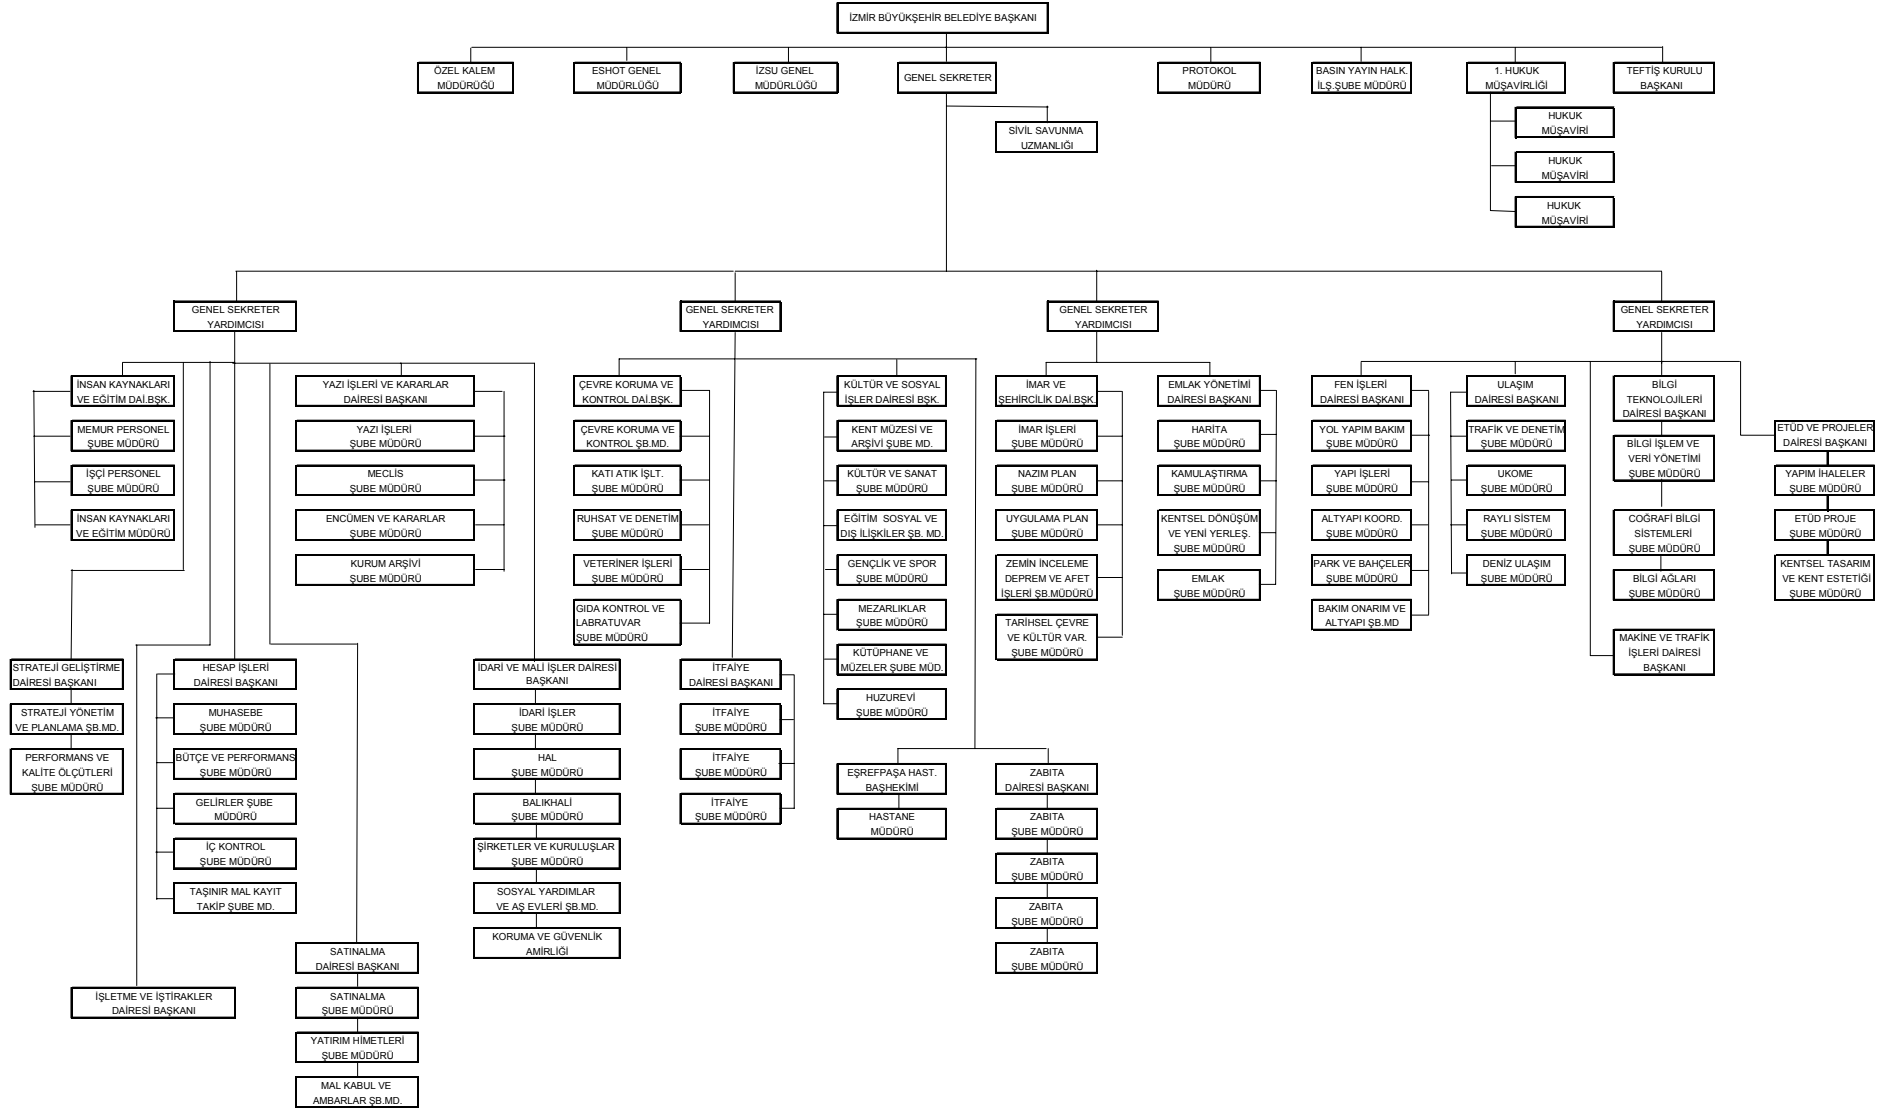 İZMİR BÜYÜKŞEHİR BELEDİYE BAŞKANI
ÖZEL KALEM
MÜDÜRÜĞÜ
ESHOT GENEL
MÜDÜRLÜĞÜ
İZSU GENEL
MÜDÜRLÜĞÜ
GENEL SEKRETER
PROTOKOL
MÜDÜRÜ
BASIN YAYIN HALK.
İLŞ.ŞUBE MÜDÜRÜ
1. HUKUK
MÜŞAVİRLİĞİ
TEFTİŞ KURULU
BAŞKANI
SİVİL SAVUNMA
UZMANLIĞI
HUKUK
MÜŞAVİRİ
HUKUK
MÜŞAVİRİ
HUKUK
MÜŞAVİRİ
GENEL SEKRETER
YARDIMCISI
GENEL SEKRETER
YARDIMCISI
GENEL SEKRETER
YARDIMCISI
GENEL SEKRETER
YARDIMCISI
İNSAN KAYNAKLARI
VE EĞİTİM DAİ.BŞK.
MEMUR PERSONEL
ŞUBE MÜDÜRÜ
İŞÇİ PERSONEL
ŞUBE MÜDÜRÜ
İNSAN KAYNAKLARI
VE EĞİTİM MÜDÜRÜ
YAZI İŞLERİ VE KARARLAR
DAİRESİ BAŞKANI
YAZI İŞLERİ
ŞUBE MÜDÜRÜ
MECLİS
ŞUBE MÜDÜRÜ
ENCÜMEN VE KARARLAR
ŞUBE MÜDÜRÜ
KURUM ARŞİVİ
ŞUBE MÜDÜRÜ
ÇEVRE KORUMA VE
KONTROL DAİ.BŞK.
ÇEVRE KORUMA VE
KONTROL ŞB.MD.
KATI ATIK İŞLT.
ŞUBE MÜDÜRÜ
RUHSAT VE DENETİM
ŞUBE MÜDÜRÜ
VETERİNER İŞLERİ
ŞUBE MÜDÜRÜ
GIDA KONTROL VE
LABRATUVAR
ŞUBE MÜDÜRÜ
KÜLTÜR VE SOSYAL
İŞLER DAİRESİ BŞK.
KENT MÜZESİ VE
ARŞİVİ ŞUBE MD.
KÜLTÜR VE SANAT
ŞUBE MÜDÜRÜ
EĞİTİM  SOSYAL VE
DIŞ İLİŞKİLER ŞB. MD.
GENÇLİK VE SPOR
ŞUBE MÜDÜRÜ
MEZARLIKLAR
ŞUBE MÜDÜRÜ
KÜTÜPHANE VE
MÜZELER ŞUBE MÜD.
HUZUREVİ
ŞUBE MÜDÜRÜ
İMAR VE
ŞEHİRCİLİK DAİ.BŞK.
İMAR İŞLERİ
ŞUBE MÜDÜRÜ
NAZIM PLAN
ŞUBE MÜDÜRÜ
UYGULAMA PLAN
ŞUBE MÜDÜRÜ
ZEMİN İNCELEME
DEPREM VE AFET
İŞLERİ ŞB.MÜDÜRÜ
TARİHSEL ÇEVRE
VE KÜLTÜR VAR.
ŞUBE MÜDÜRÜ
EMLAK YÖNETİMİ
DAİRESİ BAŞKANI
HARİTA
ŞUBE MÜDÜRÜ
KAMULAŞTIRMA
ŞUBE MÜDÜRÜ
KENTSEL DÖNÜŞÜM
VE YENİ YERLEŞ.
ŞUBE MÜDÜRÜ
EMLAK
ŞUBE MÜDÜRÜ
FEN İŞLERİ
DAİRESİ BAŞKANI
YOL YAPIM BAKIM
ŞUBE MÜDÜRÜ
YAPI İŞLERİ
ŞUBE MÜDÜRÜ
ALTYAPI KOORD.
ŞUBE MÜDÜRÜ
PARK VE BAHÇELER
ŞUBE MÜDÜRÜ
BAKIM ONARIM VE
ALTYAPI ŞB.MD
ULAŞIM
DAİRESİ BAŞKANI
TRAFİK VE DENETİM
ŞUBE MÜDÜRÜ
UKOME
ŞUBE MÜDÜRÜ
RAYLI SİSTEM
ŞUBE MÜDÜRÜ
DENİZ ULAŞIM
ŞUBE MÜDÜRÜ
BİLGİ
TEKNOLOJİLERİ
DAİRESİ BAŞKANI
BİLGİ İŞLEM VE
VERİ YÖNETİMİ
ŞUBE MÜDÜRÜ
COĞRAFİ BİLGİ
SİSTEMLERİ
ŞUBE MÜDÜRÜ
BİLGİ AĞLARI
ŞUBE MÜDÜRÜ
MAKİNE VE TRAFİK
İŞLERİ DAİRESİ
BAŞKANI
ETÜD VE PROJELER
DAİRESİ BAŞKANI
YAPIM İHALELER
ŞUBE MÜDÜRÜ
ETÜD PROJE
ŞUBE MÜDÜRÜ
KENTSEL TASARIM
VE KENT ESTETİĞİ
ŞUBE MÜDÜRÜ
STRATEJİ GELİŞTİRME
DAİRESİ BAŞKANI
STRATEJİ YÖNETİM
VE PLANLAMA ŞB.MD.
PERFORMANS VE
KALİTE ÖLÇÜTLERİ
ŞUBE MÜDÜRÜ
HESAP İŞLERİ
DAİRESİ BAŞKANI
MUHASEBE
ŞUBE MÜDÜRÜ
BÜTÇE VE PERFORMANS
ŞUBE MÜDÜRÜ
GELİRLER ŞUBE
MÜDÜRÜ
İÇ KONTROL
ŞUBE MÜDÜRÜ
TAŞINIR MAL KAYIT
TAKİP ŞUBE MD.
İDARİ VE MALİ İŞLER DAİRESİ
BAŞKANI
İDARİ İŞLER
ŞUBE MÜDÜRÜ
HAL
ŞUBE MÜDÜRÜ
BALIKHALİ
ŞUBE MÜDÜRÜ
ŞİRKETLER VE KURULUŞLAR
ŞUBE MÜDÜRÜ
SOSYAL YARDIMLAR
VE AŞ EVLERİ ŞB.MD.
KORUMA VE GÜVENLİK
AMİRLİĞİ
İTFAİYE
DAİRESİ BAŞKANI
İTFAİYE
ŞUBE MÜDÜRÜ
İTFAİYE
ŞUBE MÜDÜRÜ
İTFAİYE
ŞUBE MÜDÜRÜ
EŞREFPAŞA HAST.
BAŞHEKİMİ
HASTANE
MÜDÜRÜ
ZABITA
DAİRESİ BAŞKANI
ZABITA
ŞUBE MÜDÜRÜ
ZABITA
ŞUBE MÜDÜRÜ
ZABITA
ŞUBE MÜDÜRÜ
ZABITA
ŞUBE MÜDÜRÜ
SATINALMA
DAİRESİ BAŞKANI
SATINALMA
ŞUBE MÜDÜRÜ
YATIRIM HİMETLERİ
ŞUBE MÜDÜRÜ
MAL KABUL VE
AMBARLAR ŞB.MD.
İŞLETME VE İŞTİRAKLER
DAİRESİ BAŞKANI